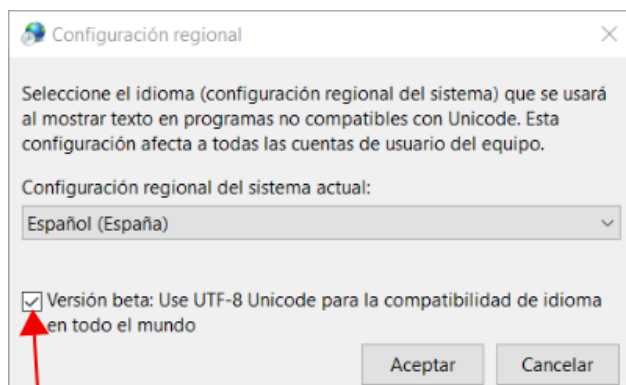 Configuración regional
Seleccione el idioma (configuración regional del sistema) que se usará
al mostrar texto en programas no compatibles con Unicode. Esta
configuración afecta a todas las cuentas de usuario del equipo.
Configuración regional del sistema actual:
Español (España)
Versión beta: Use UTF-8 Unicode para la compatibilidad de idioma
en todo el mundo
Aceptar Cancelar